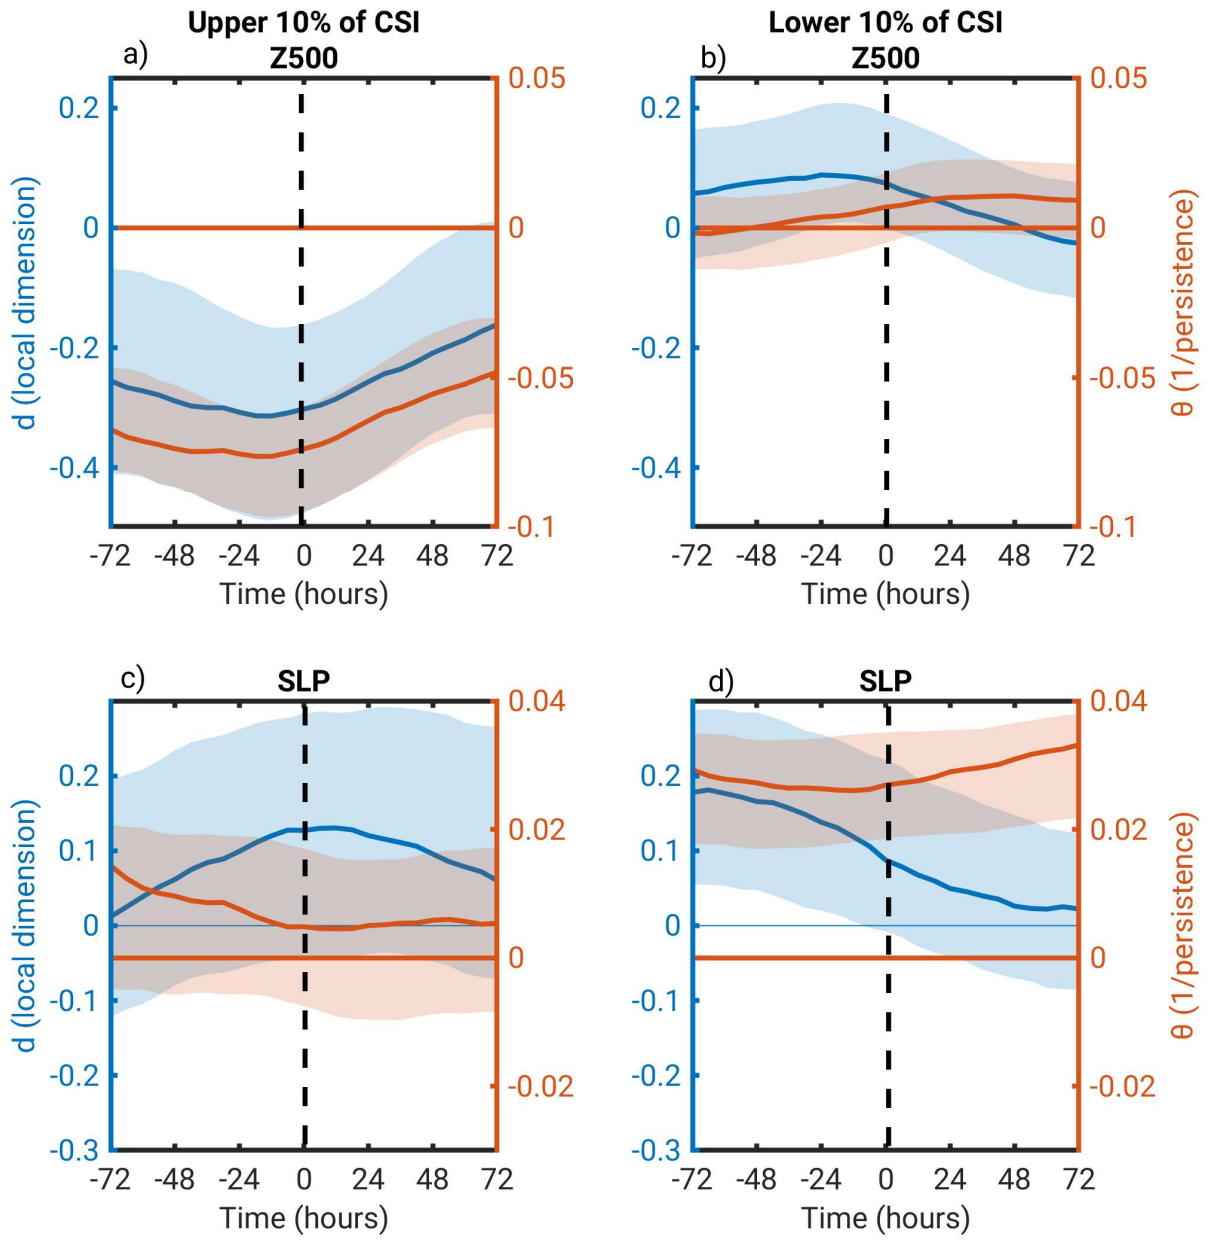 Upper 10% of CSI
a)
Z500
0.2
0
-0.2
-0.4
d (local dimension)
0.05
0
-0.05
-0.1
-72 -48 -24 0 24 48 72
Time (hours)
Lower 10% of CSI
b)
Z500
0.2
0
-0.2
-0.4
0.05
0
-0.05
-0.1
θ (1/persistence)
-72 -48 -24 0 24 48 72
Time (hours)
c)
SLP
0.2
0.1
0
-0.1
-0.2
-0.3
d (local dimension)
0.04
0.02
0
-0.02
-72 -48 -24 0 24 48 72
Time (hours)
d)
SLP
0.2
0.1
0
-0.1
-0.2
-0.3
0.04
0.02
0
-0.02
θ (1/persistence)
-72 -48 -24 0 24 48 72
Time (hours)